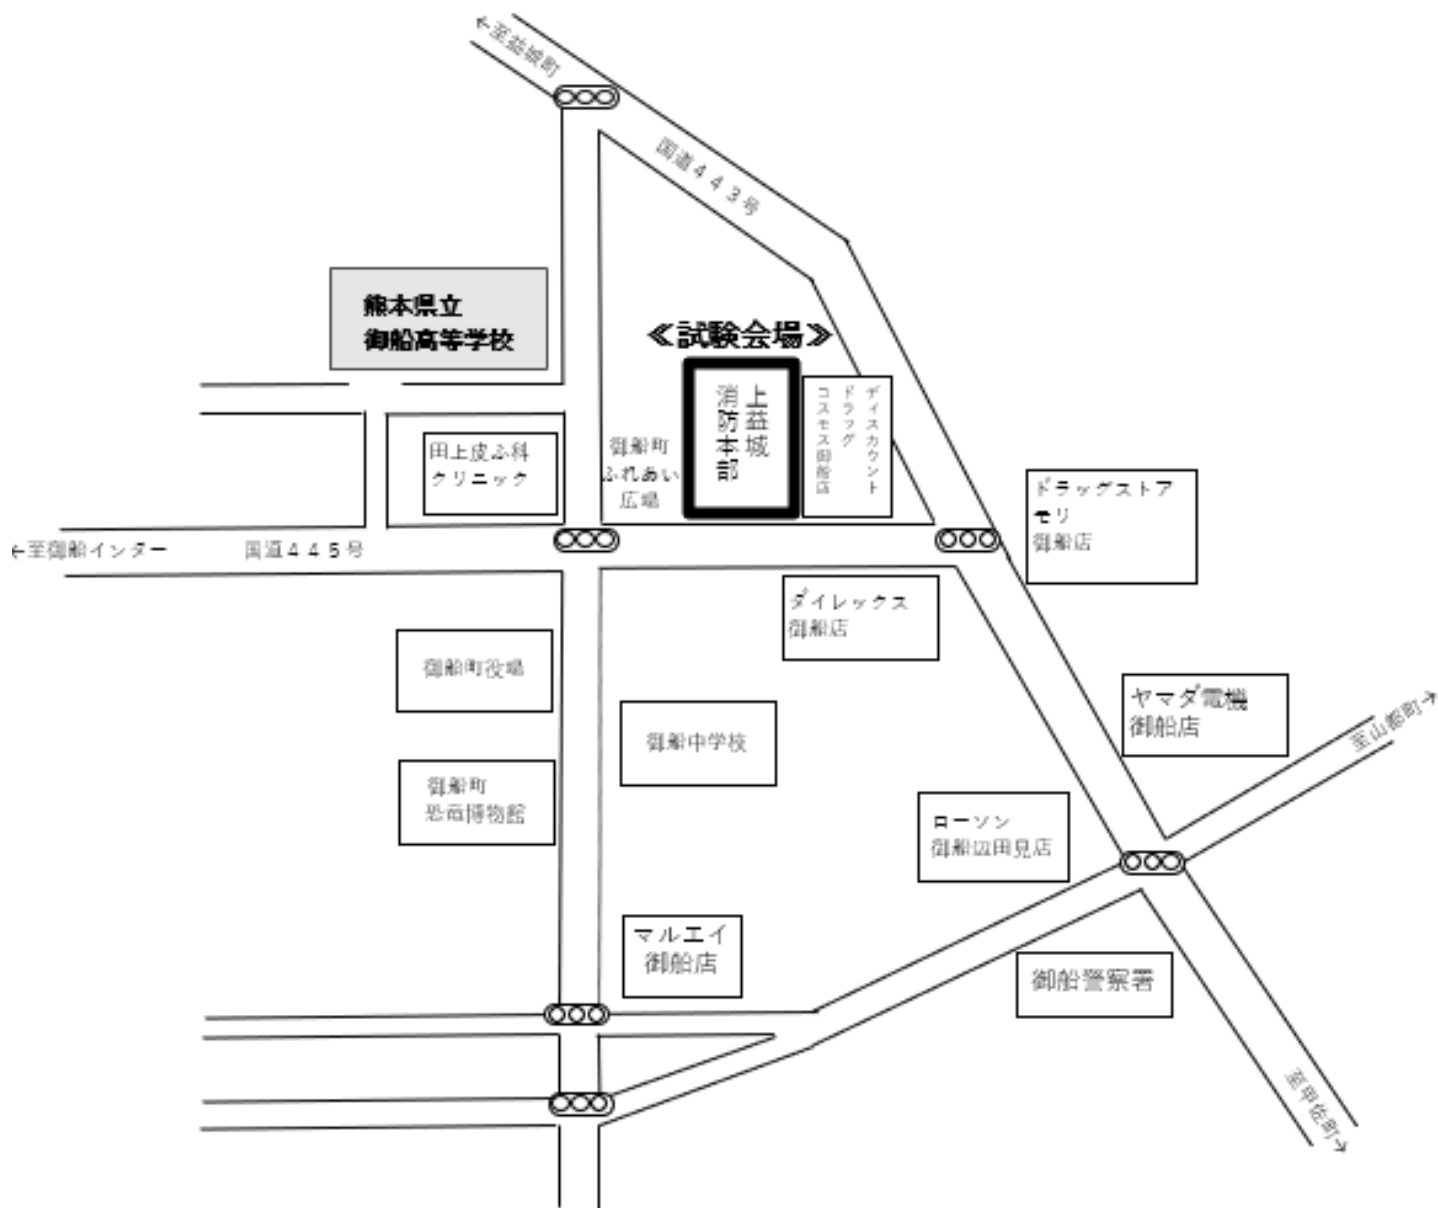 ←至益城町
国道４４３号
熊本県立
御船高等学校
≪試験会場≫
上益城
消防本部
ディスカウント
ドラッグ
コスモス御船店
田上皮ふ科
クリニック
御船町
ふれあい
広場
ドラッグストア
モリ
御船店
←至御船インター
国道４４５号
ダイレックス
御船店
御船町役場
ヤマダ電機
御船店
至山都町→
御船中学校
御船町
恐竜博物館
ローソン
御船辺田見店
マルエイ
御船店
御船警察署
至甲佐町→